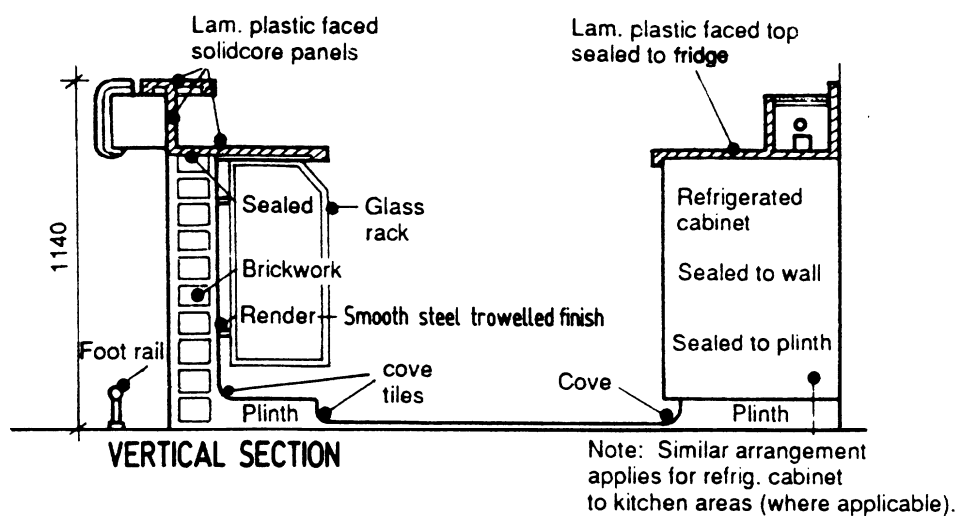 Lam. plastic faced
solidcore panels
Lam. plastic faced top
sealed to fridge
1140
Sealed
Glass
rack
Refrigerated
cabinet
Brickwork
Sealed to wall
Render
Smooth steel trowelled finish
Sealed to plinth
Foot rail
cove
tiles
Cove
Plinth
Plinth
VERTICAL SECTION
Note: Similar arrangement
applies for refrig. cabinet
to kitchen areas (where applicable).